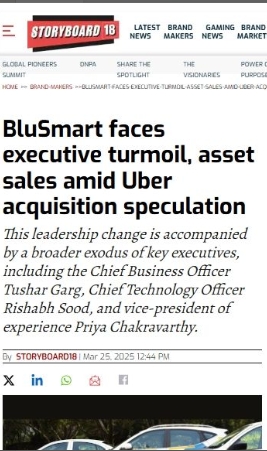 STORYBOARD 18
LATEST NEWS
BRAND MAKERS
GAMING NEWS
BRAND MARKET
GLOBAL PIONEERS SUMMIT
DNPA
SHARE THE SPOTLIGHT
THE VISIONARIES
POWER
PURPOSE
HOME >> BRAND-MAKERS >>BLUSMART-FACES-EXECUTIVE-TURMOIL-ASSET-SALES-AMID-UBER-ACQ
BluSmart faces
executive turmoil, asset
sales amid Uber
acquisition speculation
This leadership change is accompanied
by a broader exodus of key executives,
including the Chief Business Officer
Tushar Garg, Chief Technology Officer
Rishabh Sood, and vice-president of
experience Priya Chakravarthy.
By STORYBOARD18 | Mar 25, 2025 12:44 PM